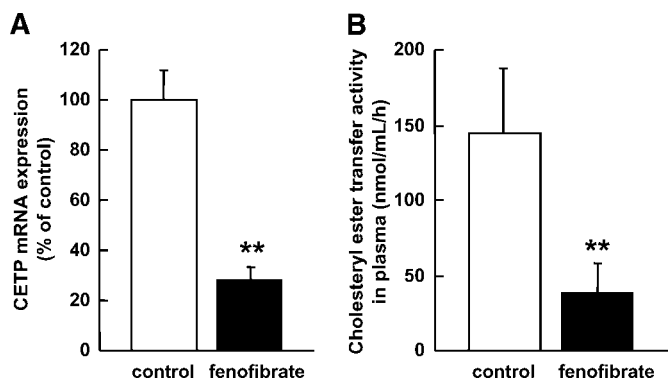 A
CETP mRNA expression
(% of control)
120
100
80
60
40
20
0
**
control fenofibrate
B
Cholesteryl ester transfer activity
in plasma (nmol/mL/h)
200
150
100
50
0
**
control fenofibrate